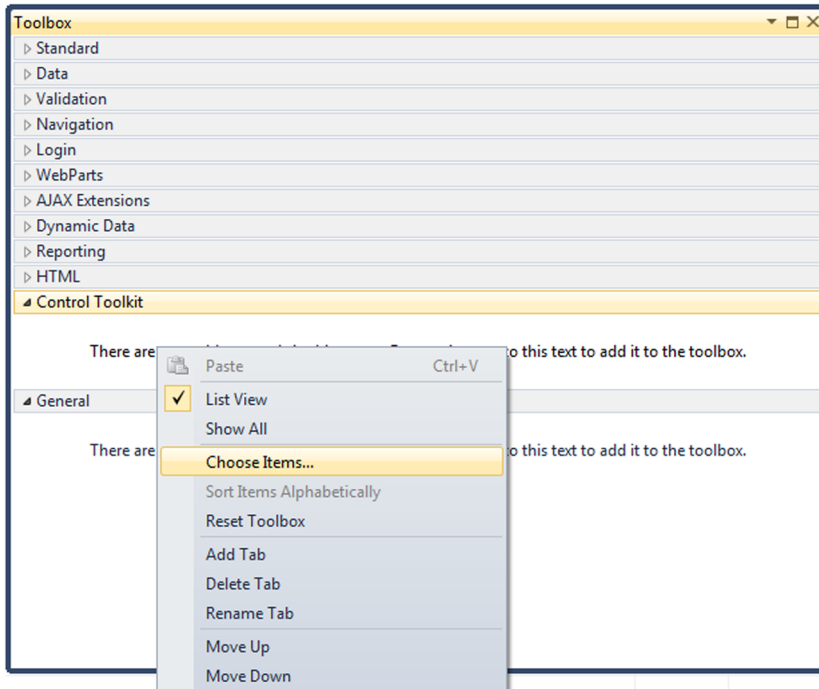 Toolbox
Standard
Data
Validation
Navigation
Login
WebParts
AJAX Extensions
Dynamic Data
Reporting
HTML
Control Toolkit
There are
to this text to add it to the toolbox.
Paste Ctrl+V
General
List View
Show All
There are
to this text to add it to the toolbox.
Choose Items...
Sort Items Alphabetically
Reset Toolbox
Add Tab
Delete Tab
Rename Tab
Move Up
Move Down